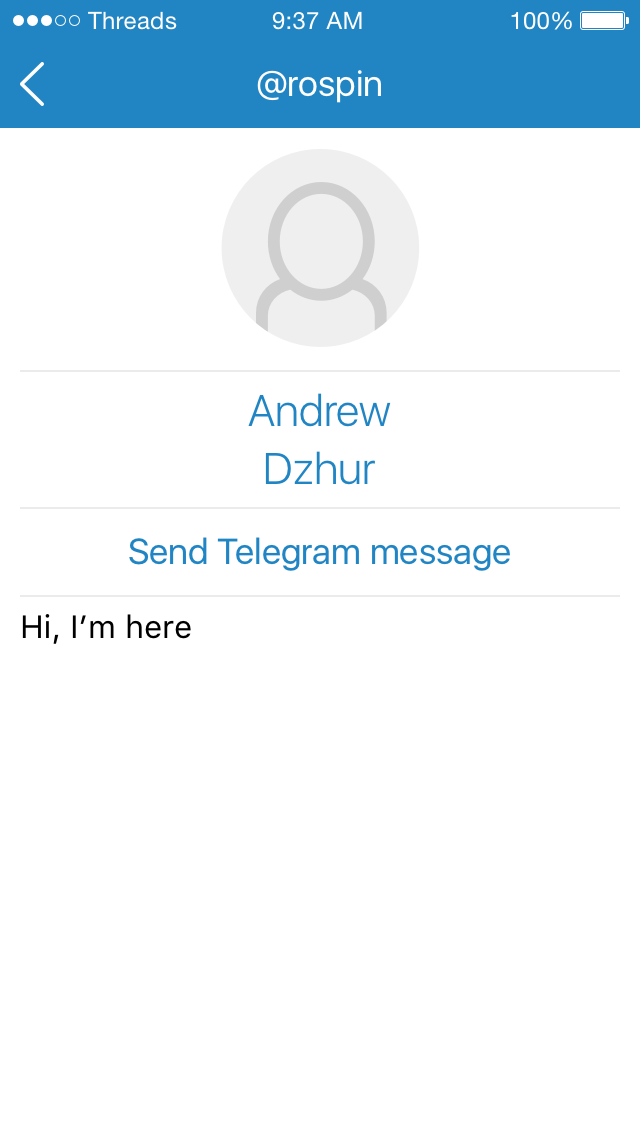 Threads 9:37 AM 100%
@rospin
Andrew
Dzhur
Send Telegram message
Hi, I’m here